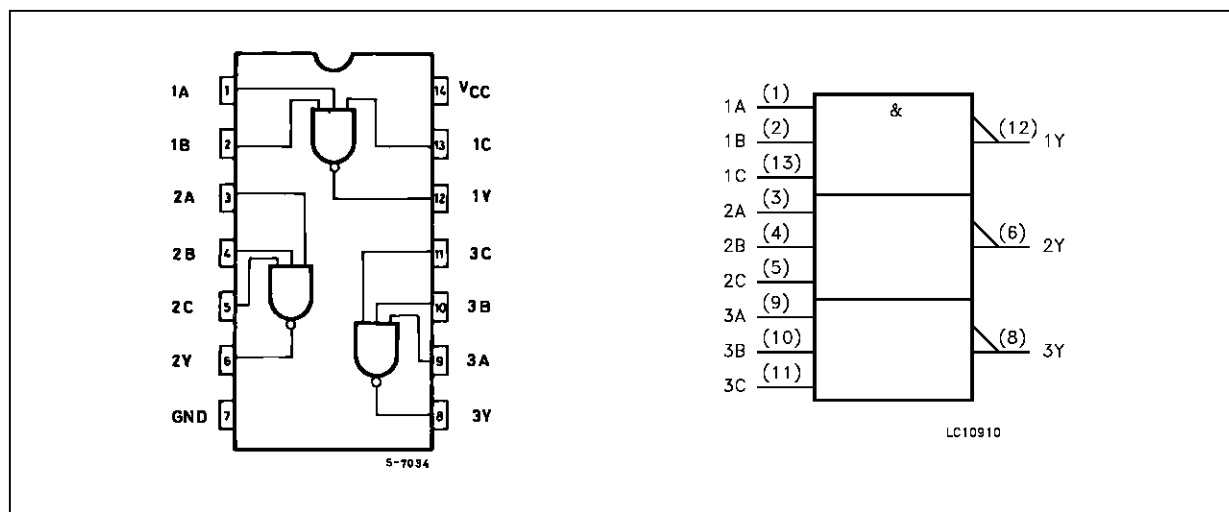 1A 1 14 VCC
1B 2 13 1C
2A 3 12 1Y
2B 4 11 3C
2C 5 10 3B
2Y 6 9 3A
GND 7 8 3Y
S-7034
&
1A (1)
1B (2)
1C (13)
(12) 1Y
2A (3)
2B (4)
2C (5)
(6) 2Y
3A (9)
3B (10)
3C (11)
(8) 3Y
LC10910